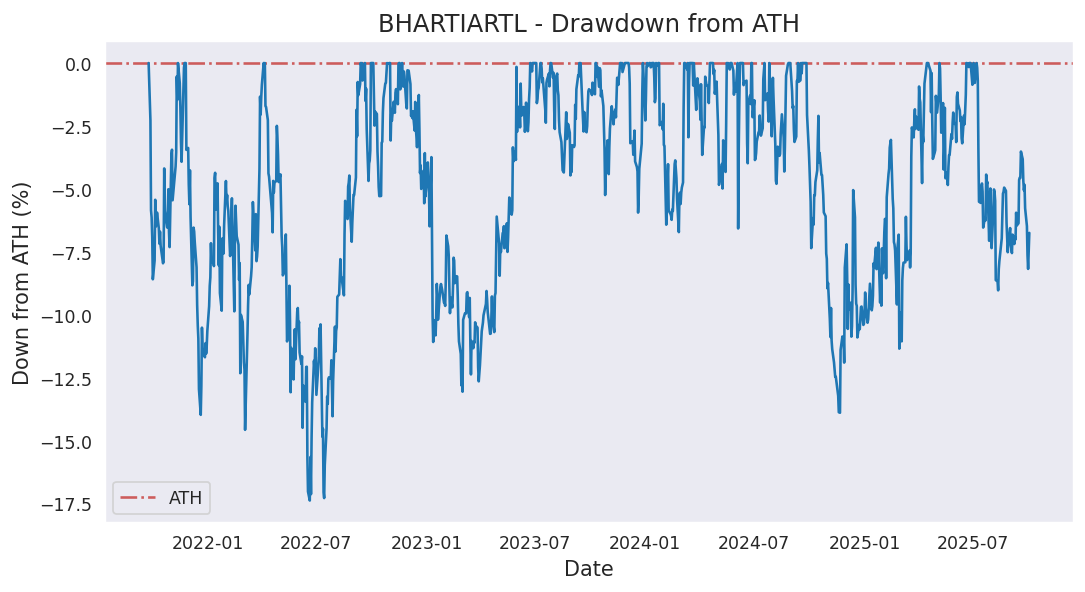 BHARTIARTL - Drawdown from ATH
Down from ATH (%)
0.0
−2.5
−5.0
−7.5
−10.0
−12.5
−15.0
−17.5
ATH
2022-01 2022-07 2023-01 2023-07 2024-01 2024-07 2025-01 2025-07
Date